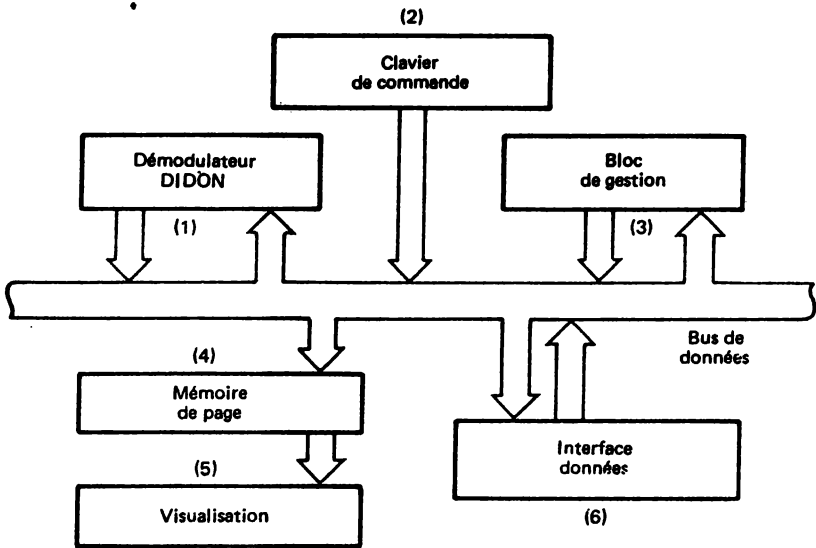 (2)
Clavier
de commande
Démodulateur
DIDON
(1)
Bloc
de gestion
(3)
Bus de
données
(4)
Mémoire
de page
(5)
Visualisation
Interface
données
(6)